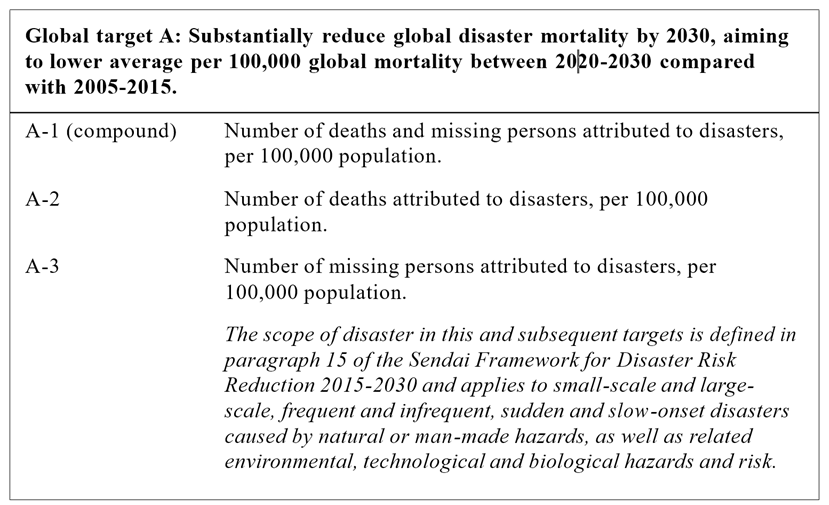 Global target A: Substantially reduce global disaster mortality by 2030, aiming
to lower average per 100,000 global mortality between 2020-2030 compared
with 2005-2015.
A-1 (compound) Number of deaths and missing persons attributed to disasters,
per 100,000 population.
A-2 Number of deaths attributed to disasters, per 100,000
population.
A-3 Number of missing persons attributed to disasters, per
100,000 population.
The scope of disaster in this and subsequent targets is defined in
paragraph 15 of the Sendai Framework for Disaster Risk
Reduction 2015-2030 and applies to small-scale and large-
scale, frequent and infrequent, sudden and slow-onset disasters
caused by natural or man-made hazards, as well as related
environmental, technological and biological hazards and risk.